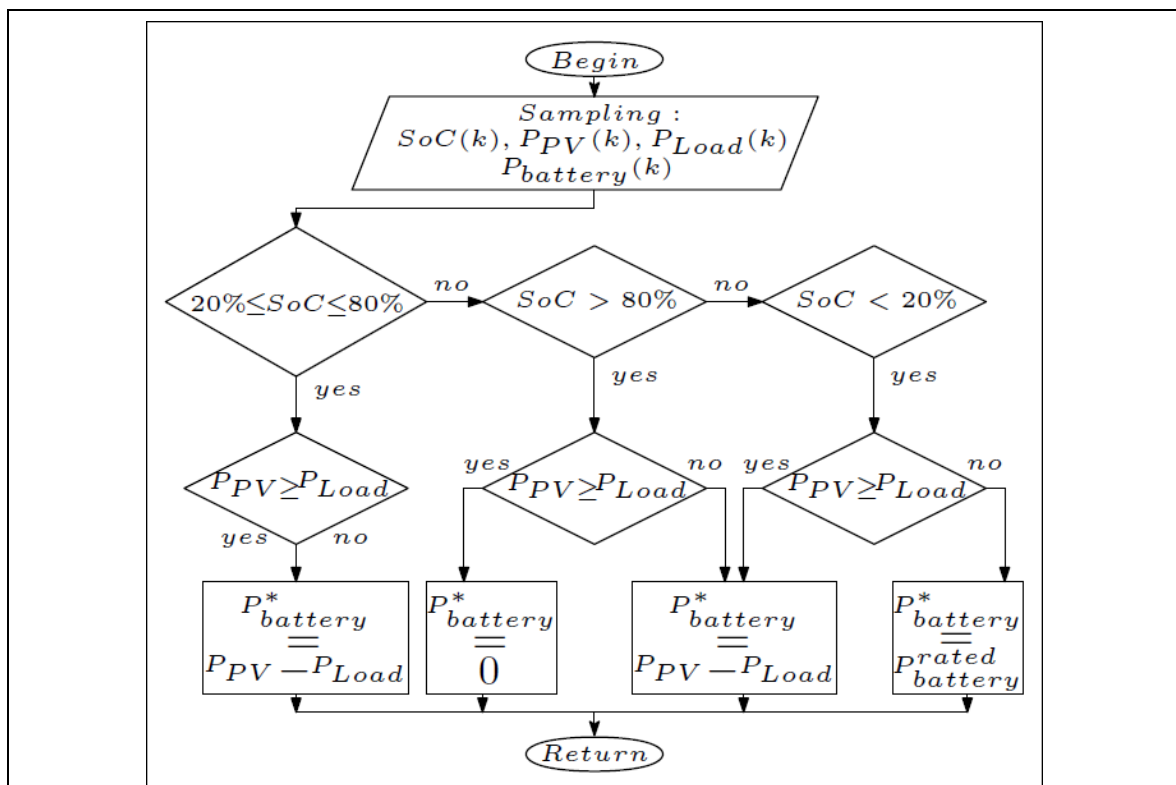 Begin
Sampling :
SoC(k), P_PV(k), P_Load(k)
P_battery(k)
20%≤SoC≤80%
no
SoC > 80%
no
SoC < 20%
yes
yes
yes
P_PV≥P_Load
yes
no
yes
P_PV≥P_Load
no
yes
P_PV≥P_Load
no
P*_battery
=
P_PV −P_Load
P*_battery
=
0
P*_battery
=
P_PV −P_Load
P*_battery
=
P^rated_battery
Return